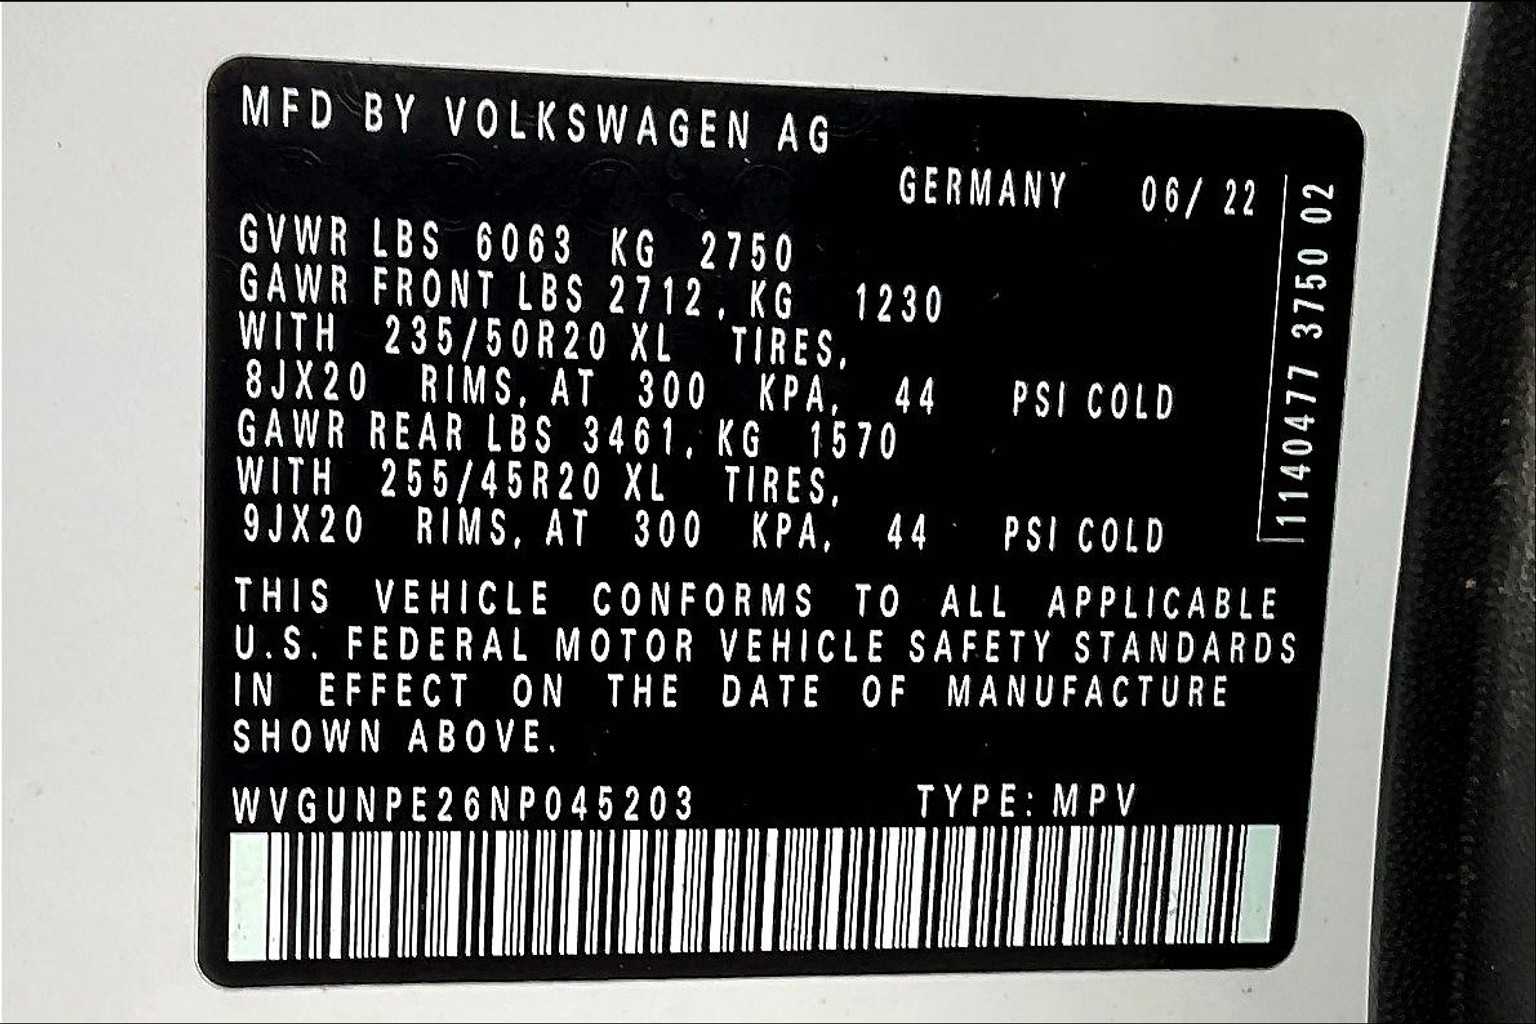 MFD BY VOLKSWAGEN AG
GERMANY 06/ 22
GVWR LBS 6063 KG 2750
GAWR FRONT LBS 2712, KG 1230
WITH 235/50R20 XL TIRES,
8JX20 RIMS, AT 300 KPA, 44 PSI COLD
GAWR REAR LBS 3461, KG 1570
WITH 255/45R20 XL TIRES,
9JX20 RIMS, AT 300 KPA, 44 PSI COLD
THIS VEHICLE CONFORMS TO ALL APPLICABLE
U.S. FEDERAL MOTOR VEHICLE SAFETY STANDARDS
IN EFFECT ON THE DATE OF MANUFACTURE
SHOWN ABOVE.
WVGUNPE26NP045203 TYPE: MPV
1140477 3750 02